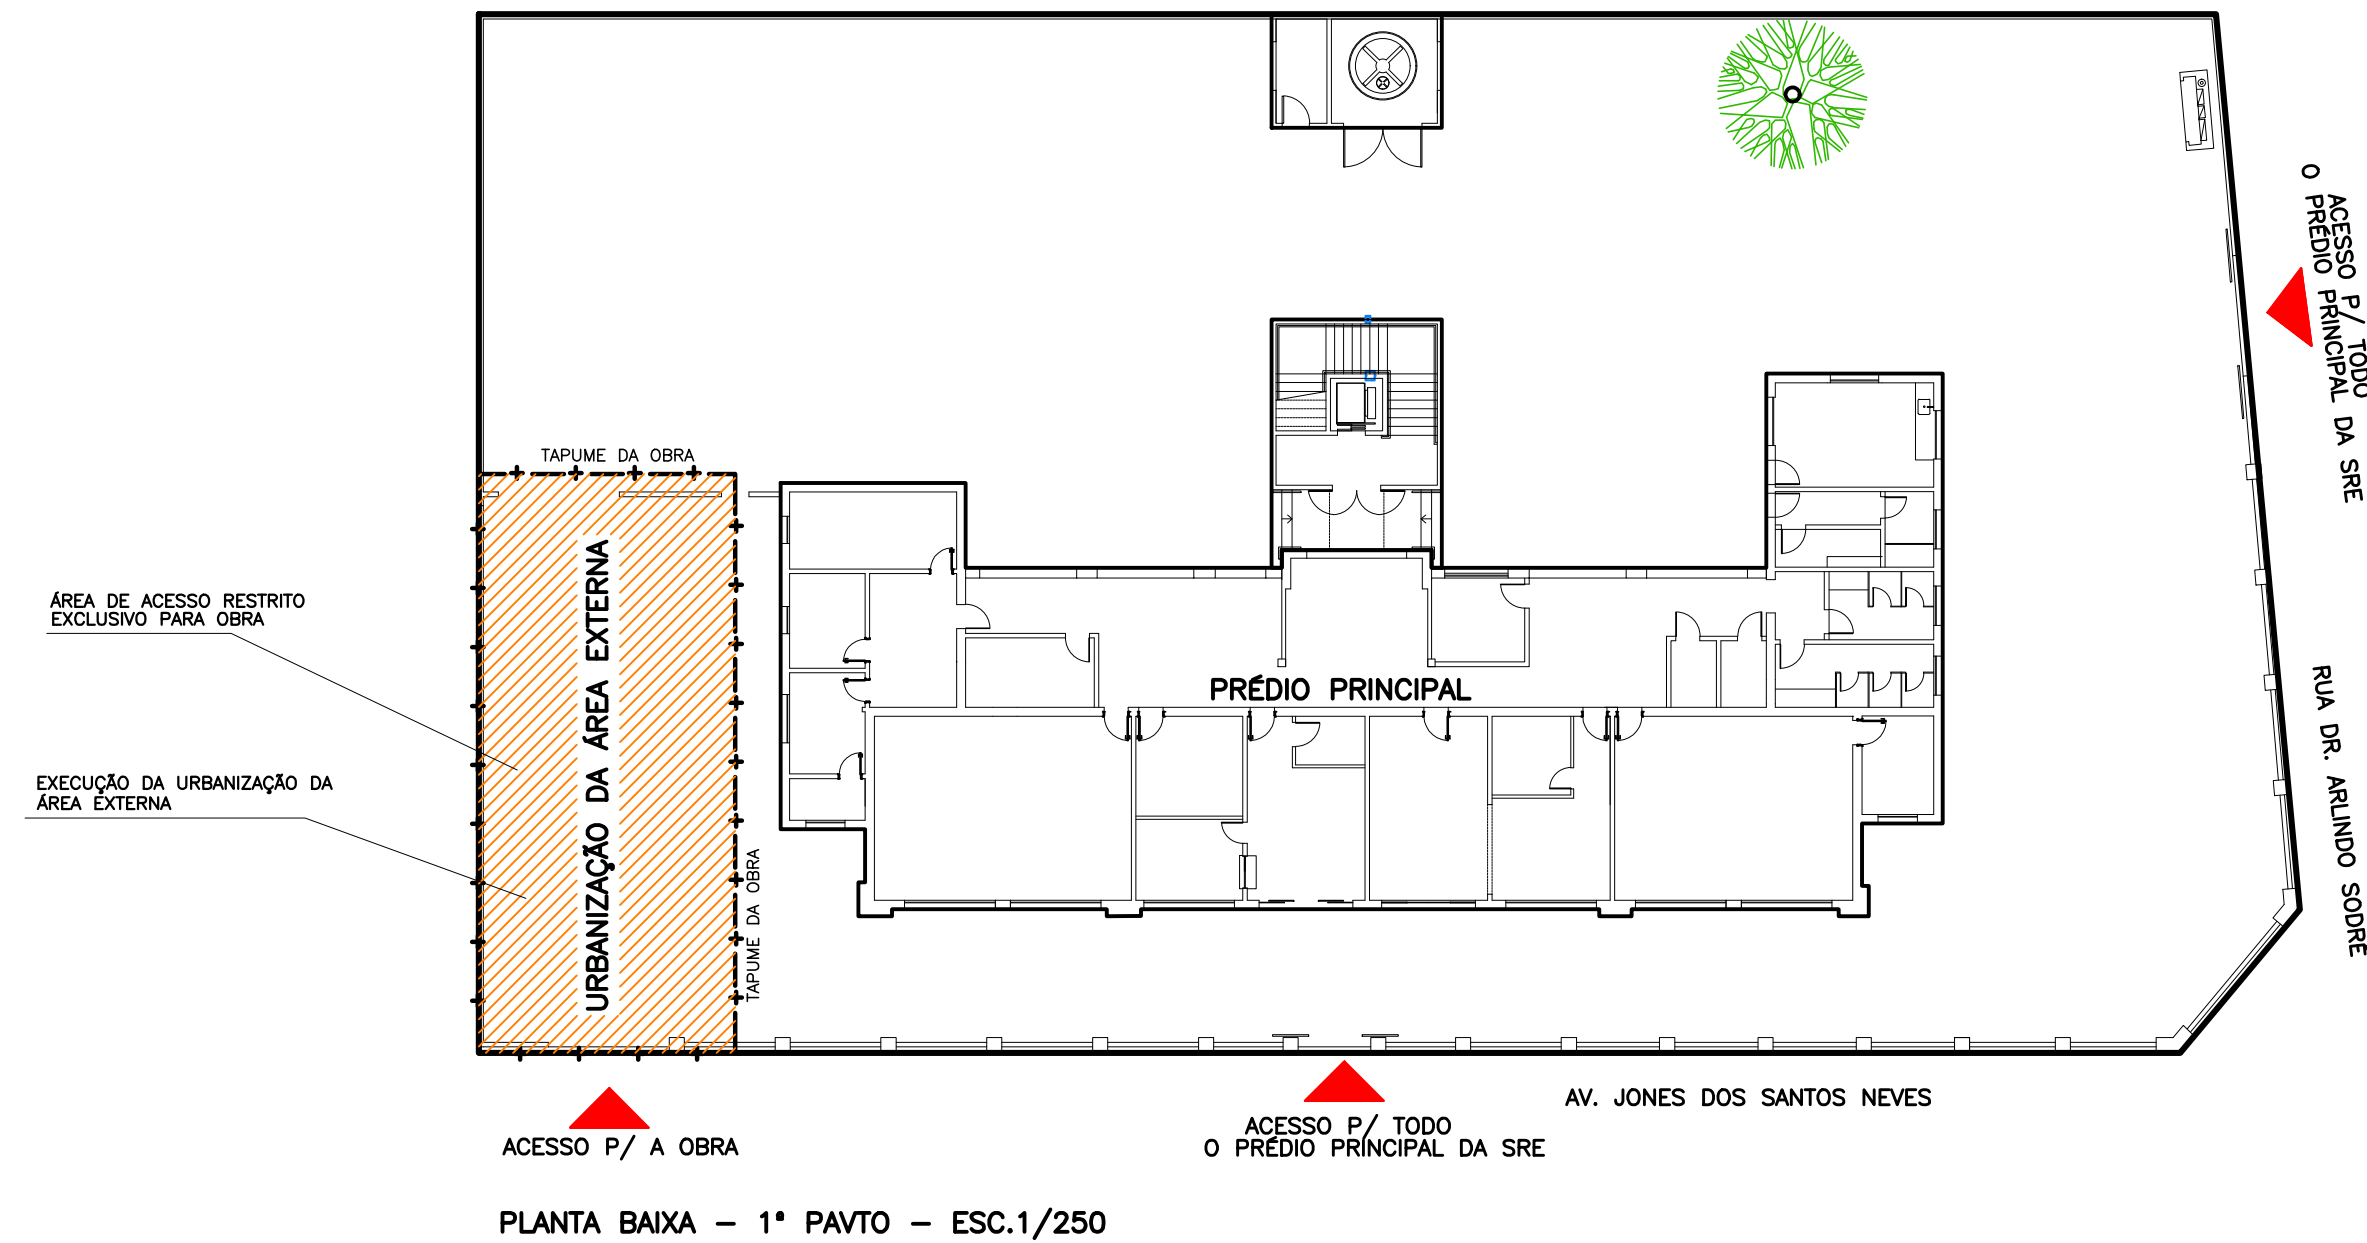 ACESSO P/ TODO
O PRÉDIO PRINCIPAL DA SRE
TAPUME DA OBRA
ÁREA DE ACESSO RESTRITO
EXCLUSIVO PARA OBRA
URBANIZAÇÃO DA ÁREA EXTERNA
PRÉDIO PRINCIPAL
RUA DR. ARLINDO SODRE
EXECUÇÃO DA URBANIZAÇÃO DA
ÁREA EXTERNA
TAPUME DA OBRA
AV. JONES DOS SANTOS NEVES
ACESSO P/ A OBRA
ACESSO P/ TODO
O PRÉDIO PRINCIPAL DA SRE
PLANTA BAIXA - 1º PAVTO - ESC.1/250